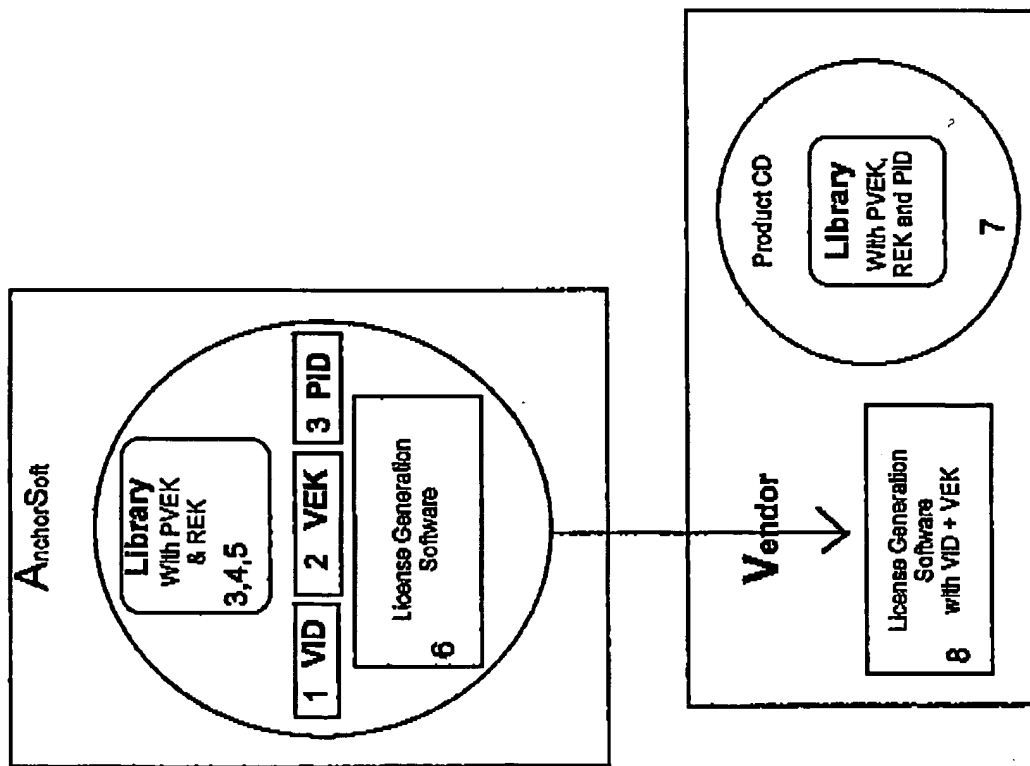 AnchorSoft
Library
With PVEK
& REK
3,4,5
1 VID
2 VEK
3 PID
License Generation
Software
6
Vendor
License Generation
Software
with VID + VEK
8
Product CD
Library
With PVEK,
REK and PID
7